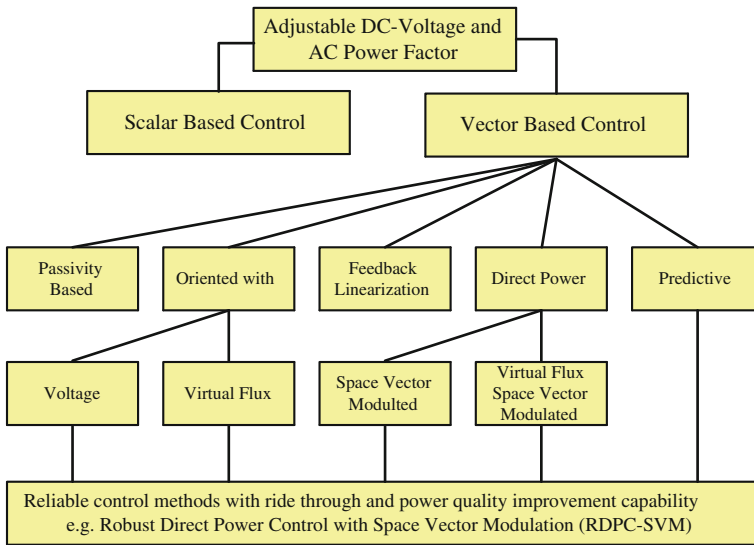 Adjustable DC-Voltage and
AC Power Factor
Scalar Based Control
Vector Based Control
Passivity
Based
Oriented with
Feedback
Linearization
Direct Power
Predictive
Voltage
Virtual Flux
Space Vector
Modulted
Virtual Flux
Space Vector
Modulated
Reliable control methods with ride through and power quality improvement capability
e.g. Robust Direct Power Control with Space Vector Modulation (RDPC-SVM)